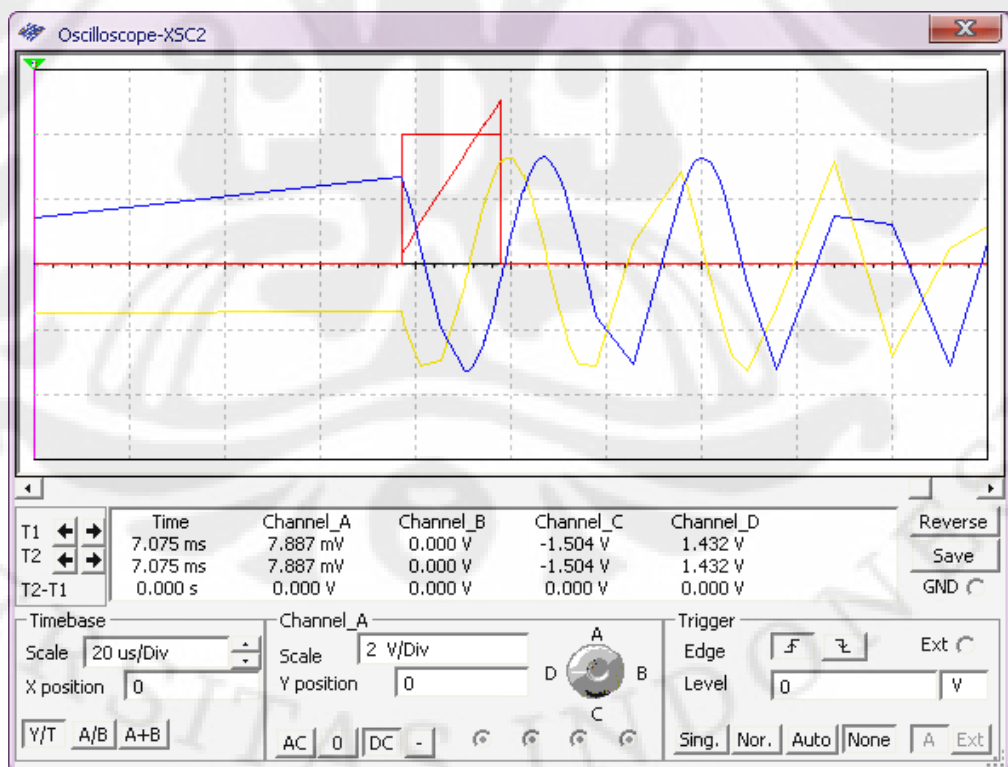 Oscilloscope-XSC2
Time Channel_A Channel_B Channel_C Channel_D
T1 7.075 ms 7.887 mV 0.000 V -1.504 V 1.432 V
T2 7.075 ms 7.887 mV 0.000 V -1.504 V 1.432 V
T2-T1 0.000 s 0.000 V 0.000 V 0.000 V 0.000 V
Reverse
Save
GND
Timebase
Scale 20 us/Div
X position 0
Y/T A/B A+B
Channel_A
Scale 2 V/Div
Y position 0
AC 0 DC -
A
D B
C
Trigger
Edge Ext
Level 0 V
Sing. Nor. Auto None A Ext